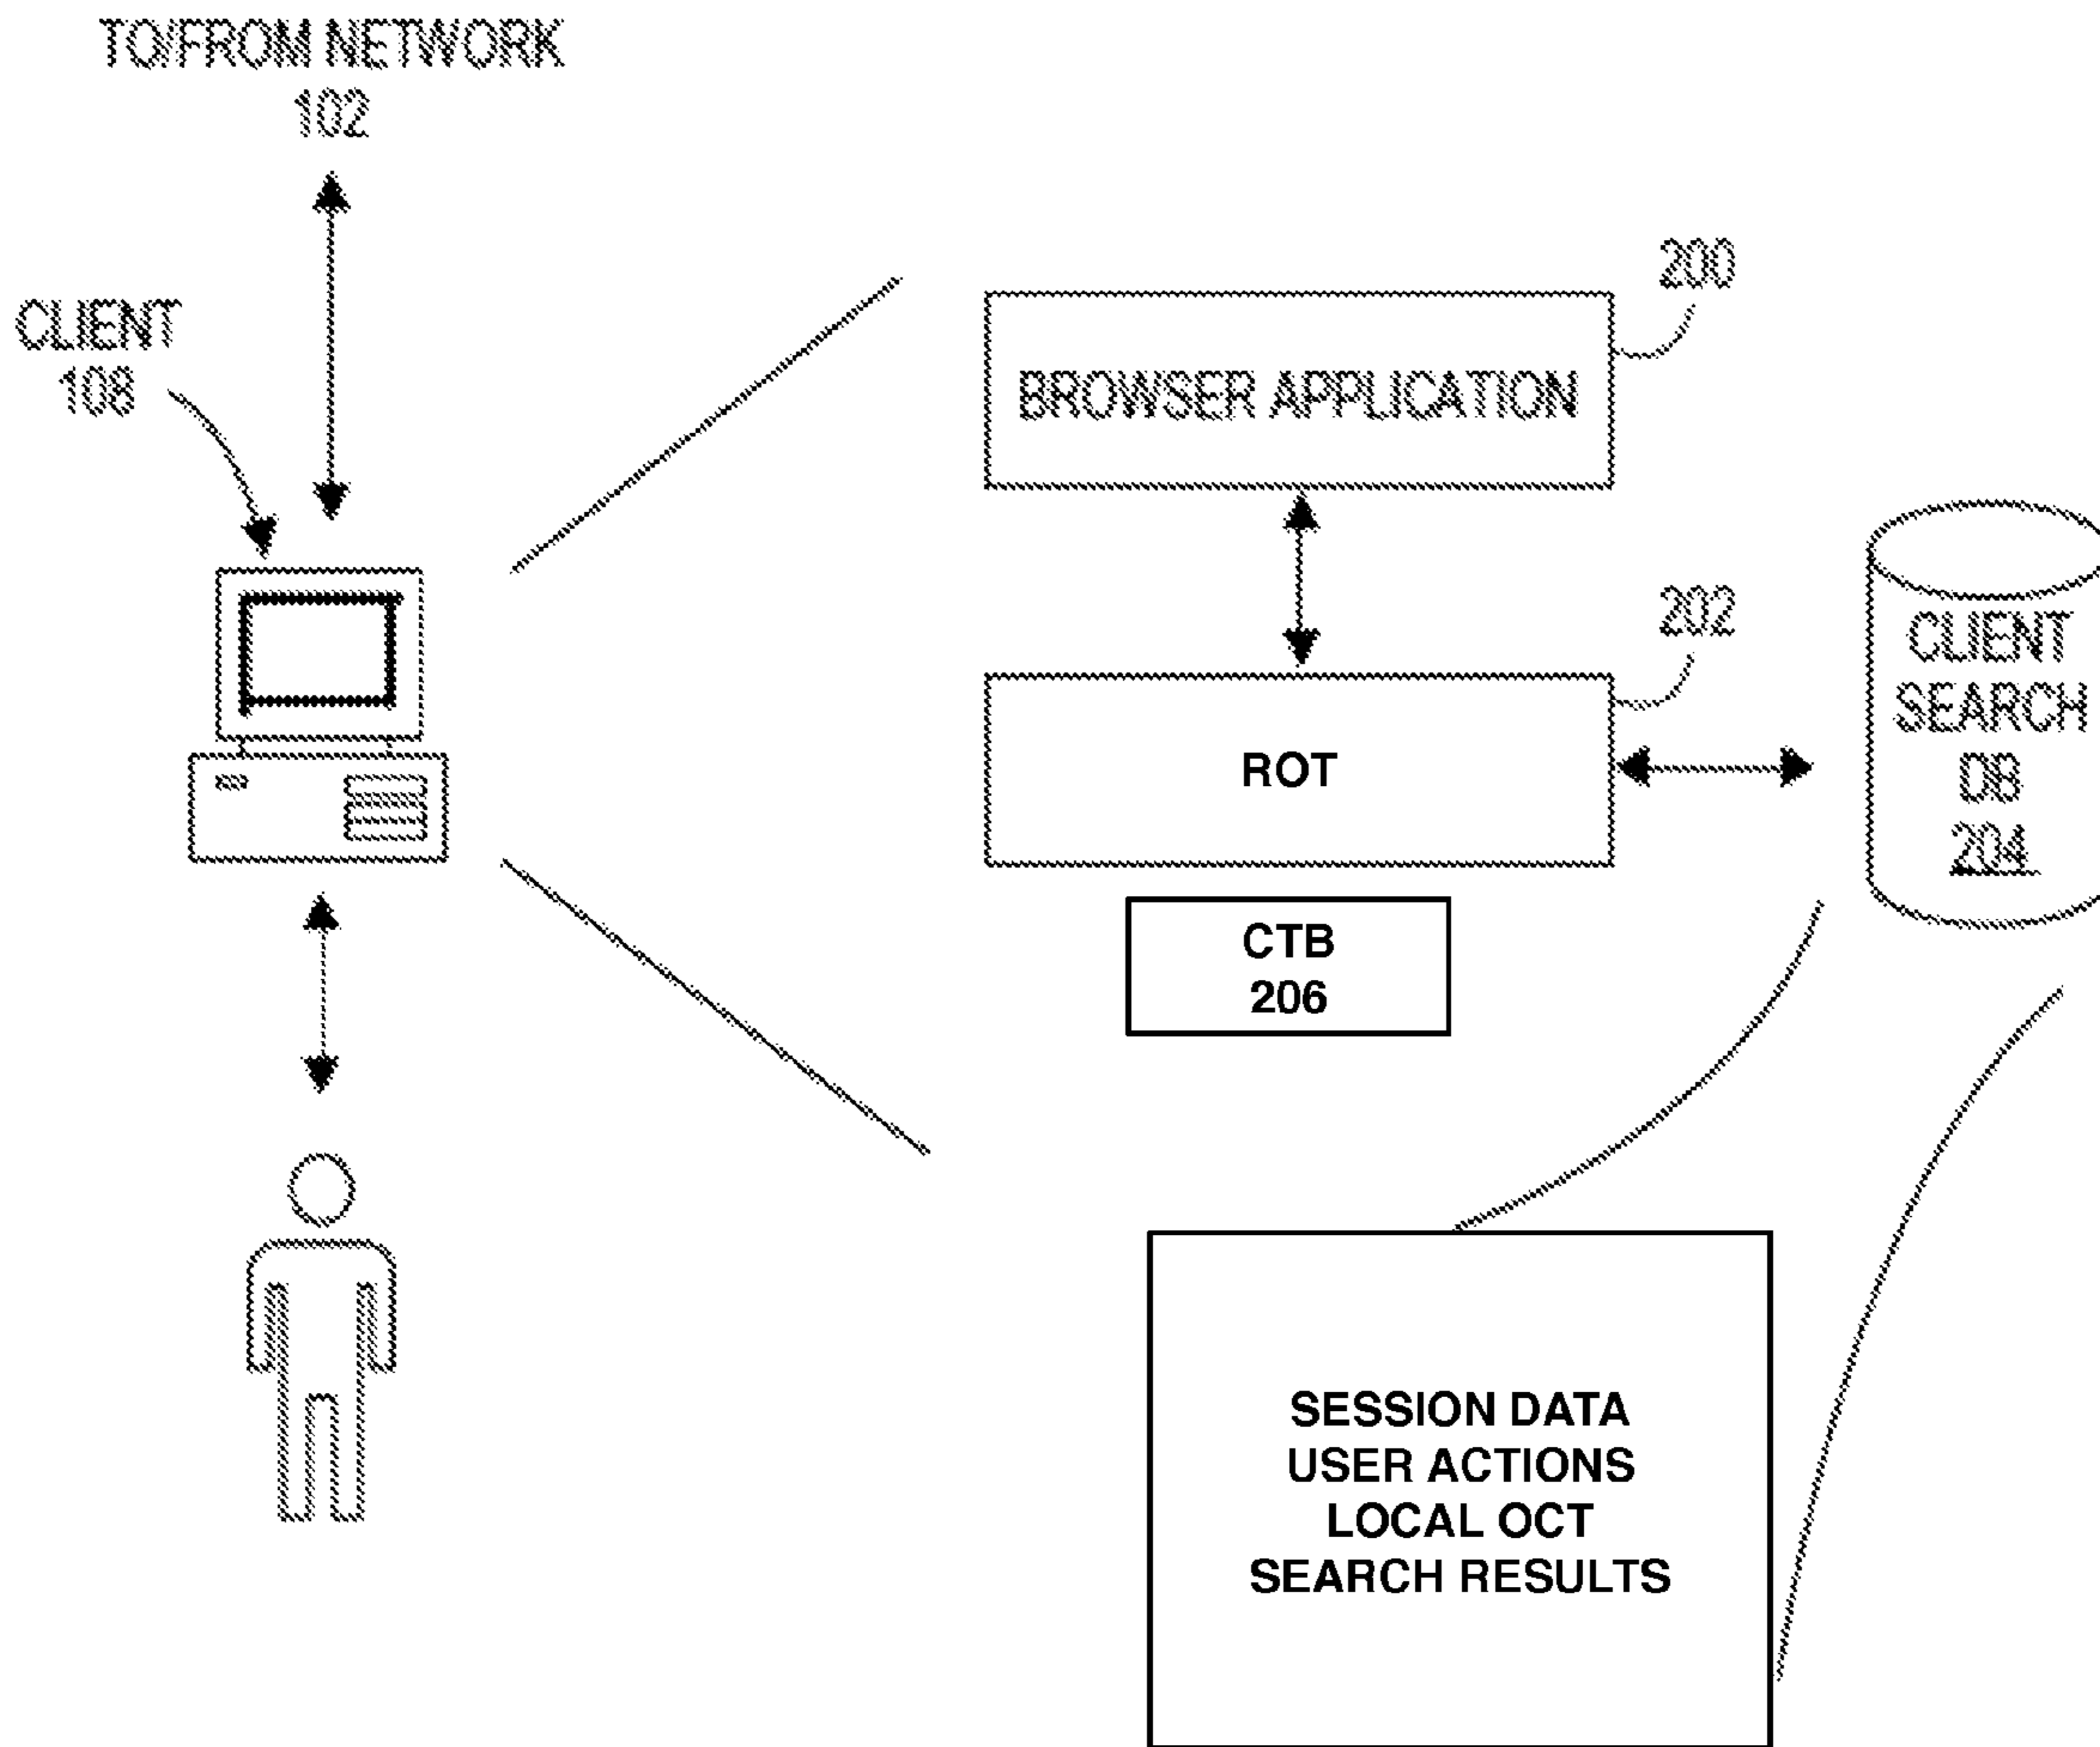 TO/FROM NETWORK
102
CLIENT
108
200
BROWSER APPLICATION
202
ROT
CLIENT
SEARCH
DB
204
CTB
206
SESSION DATA
USER ACTIONS
LOCAL OCT
SEARCH RESULTS